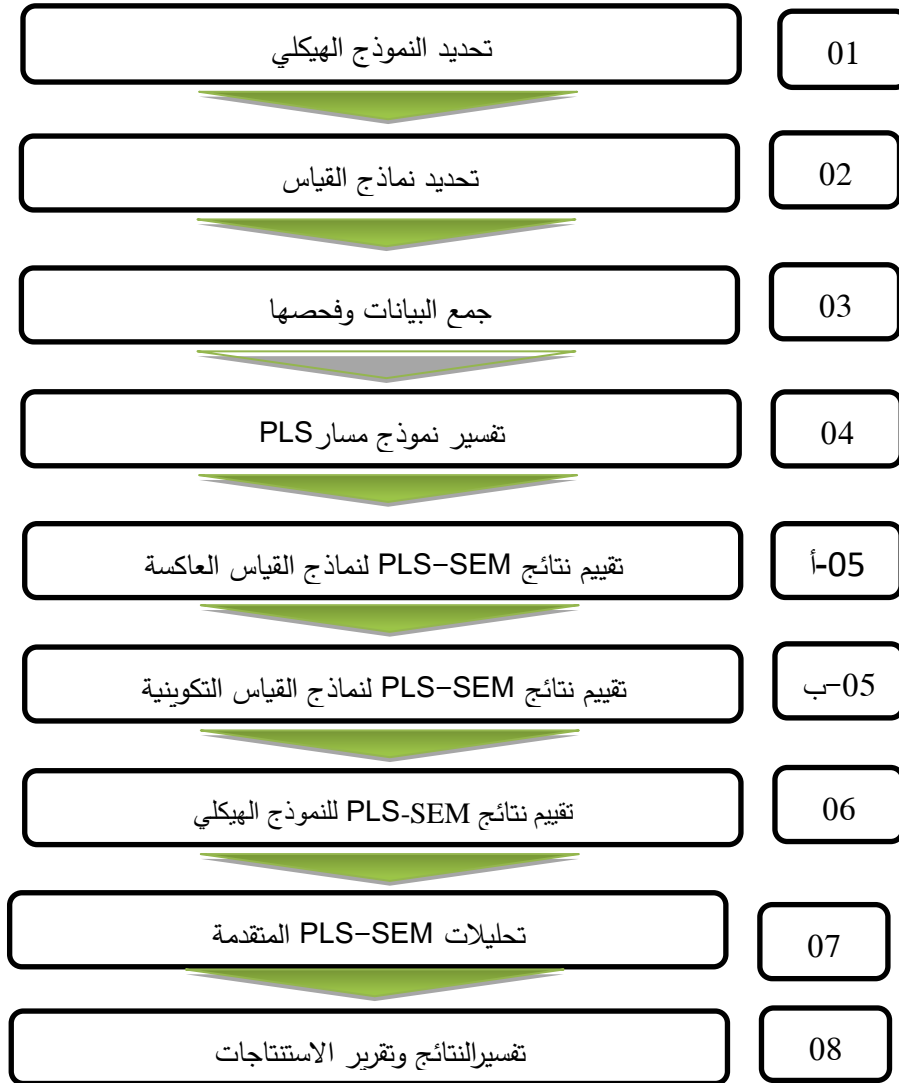 تحديد النموذج الهيكلي
01
تحديد نماذج القياس
02
جمع البيانات وفحصها
03
تفسير نموذج مسار PLS
04
تقييم نتائج PLS-SEM لنماذج القياس العاكسة
05-أ
تقييم نتائج PLS-SEM لنماذج القياس التكوينية
05-ب
تقييم نتائج PLS-SEM للنموذج الهيكلي
06
تحليلات PLS-SEM المتقدمة
07
تفسيرالنتائج وتقرير الاستنتاجات
08